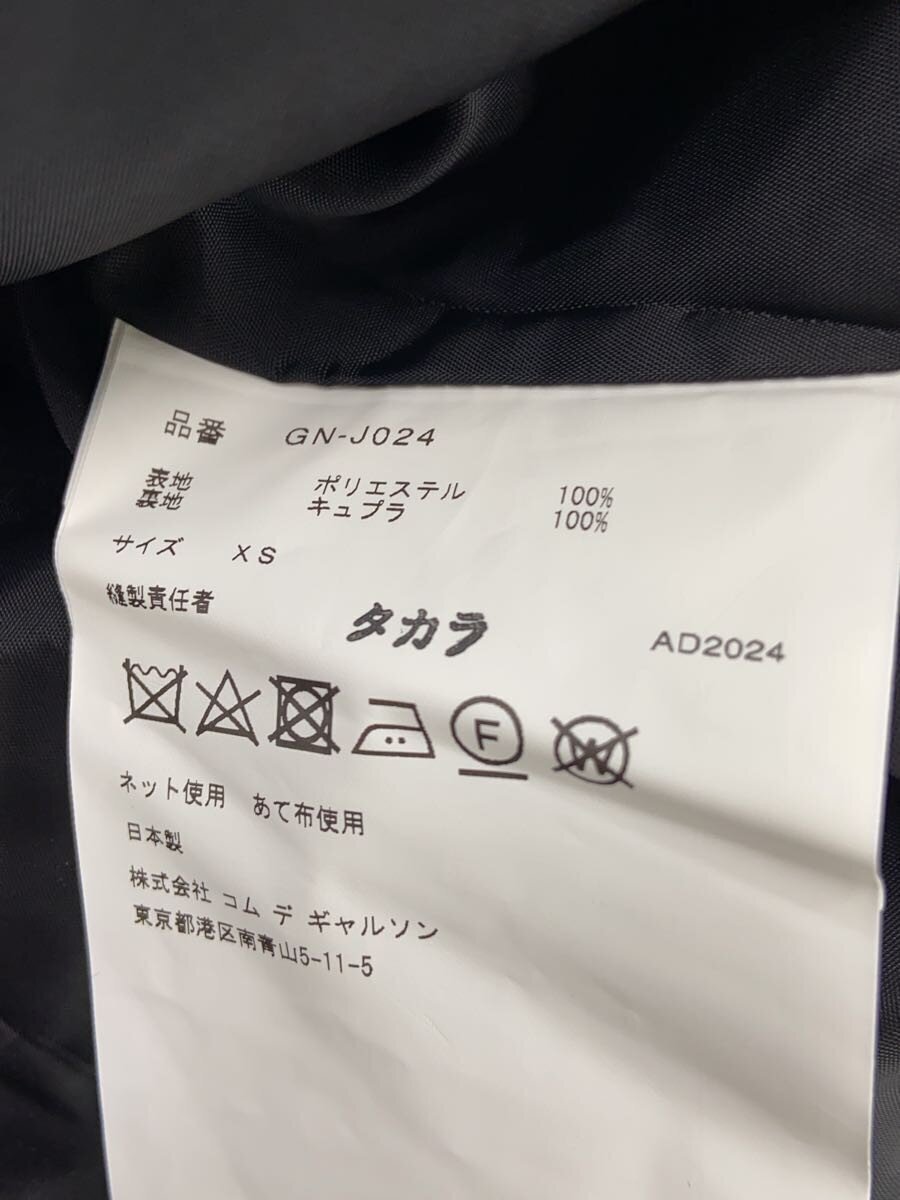 品番 GN-J024
表地 ポリエステル 100%
裏地 キュプラ 100%
サイズ XS
縫製責任者 タカラ AD2024
F W
ネット使用 あて布使用
日本製
株式会社 コム デ ギャルソン
東京都港区南青山5-11-5